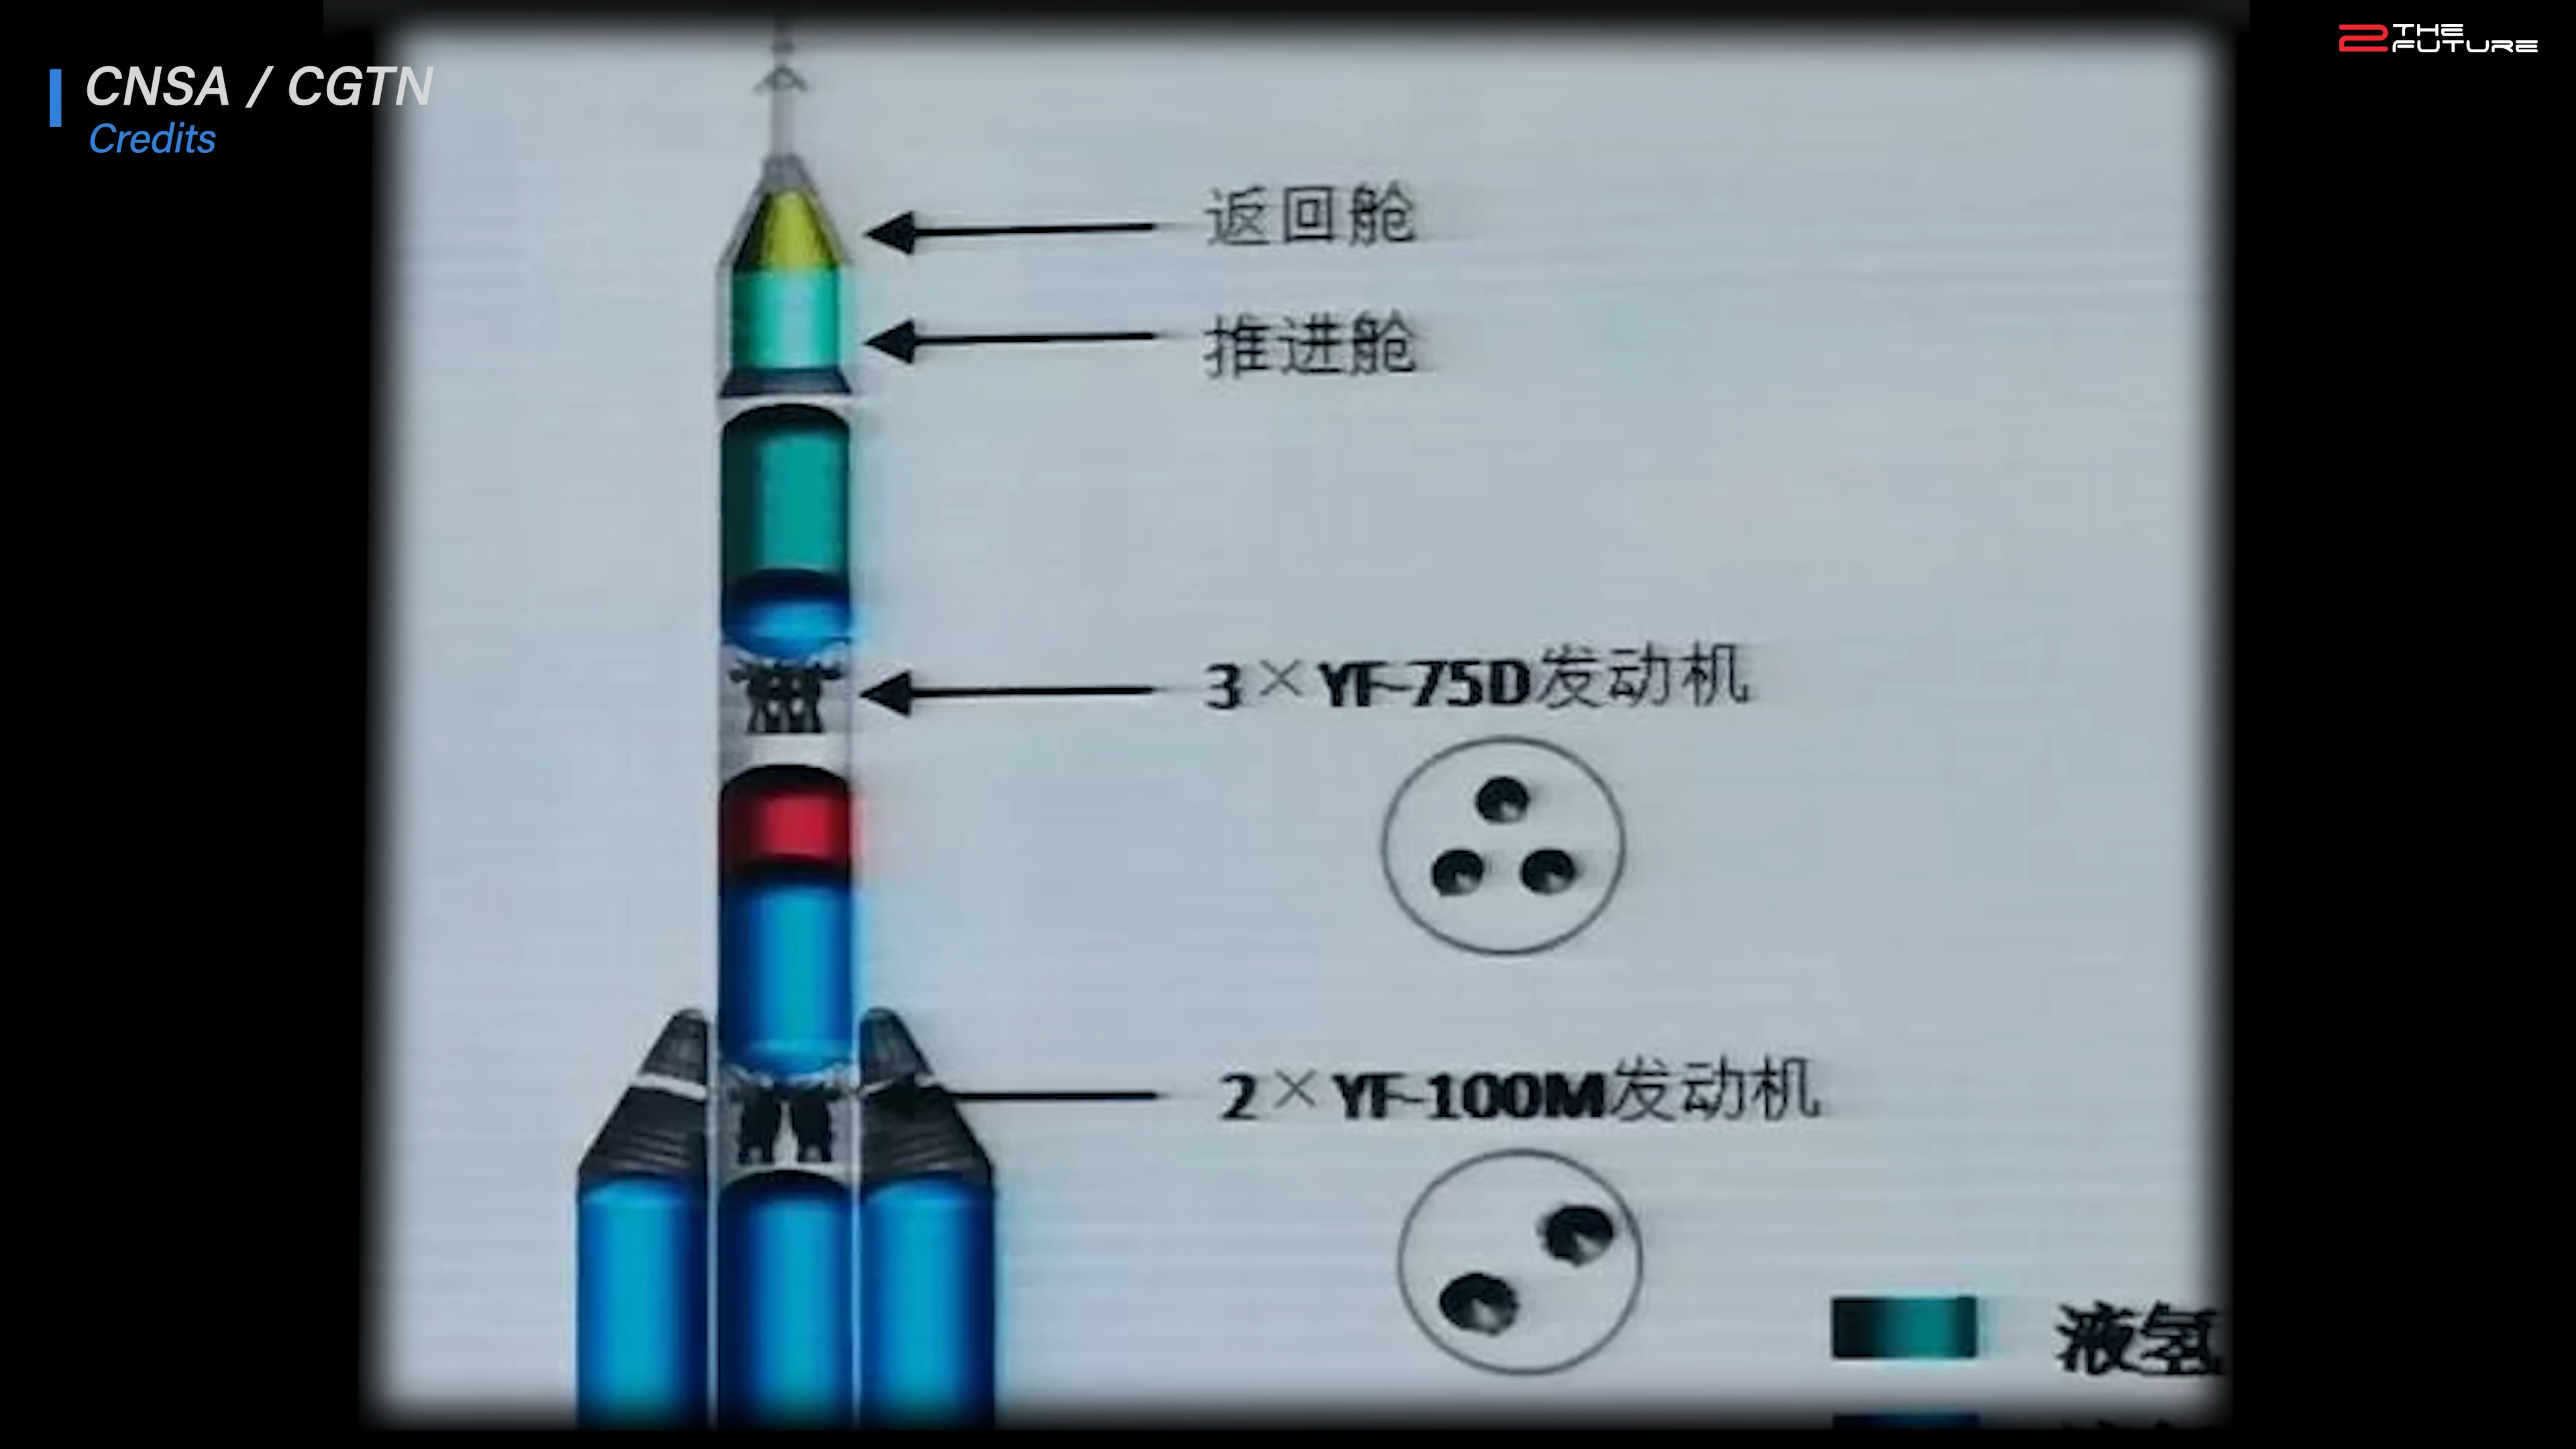 CNSA / CGTN
Credits
2 THE FUTURE
返回舱
推进舱
3×YF-75D发动机
2×YF-100M发动机
液氢